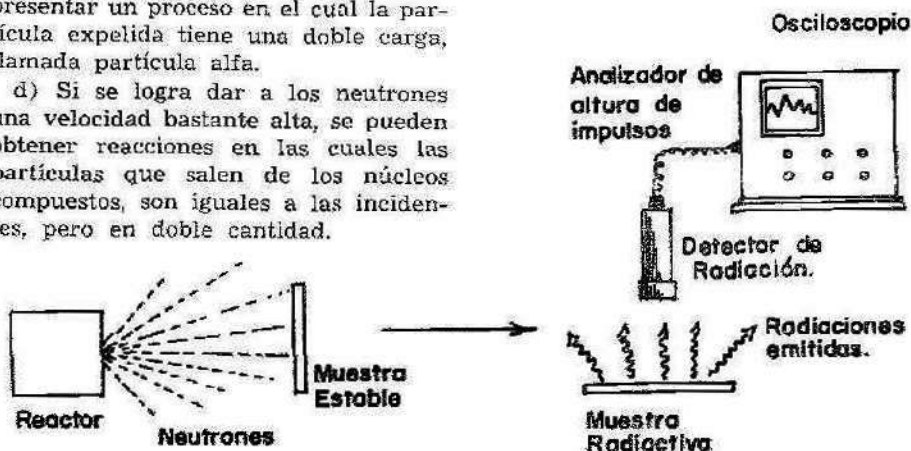 presentar un proceso en el cual la par-
tícula expelida tiene una doble carga,
llamada partícula alfa.
d) Si se logra dar a los neutrones
una velocidad bastante alta, se pueden
obtener reacciones en las cuales las
partículas que salen de los núcleos
compuestos, son iguales a las inciden-
tes, pero en doble cantidad.
Osciloscopio
Analizador de
altura de
impulsos
Detector de
Radiación.
Radiaciones
emitidas.
Muestra
Radiactiva
Muestra
Estable
Reactor
Neutrones